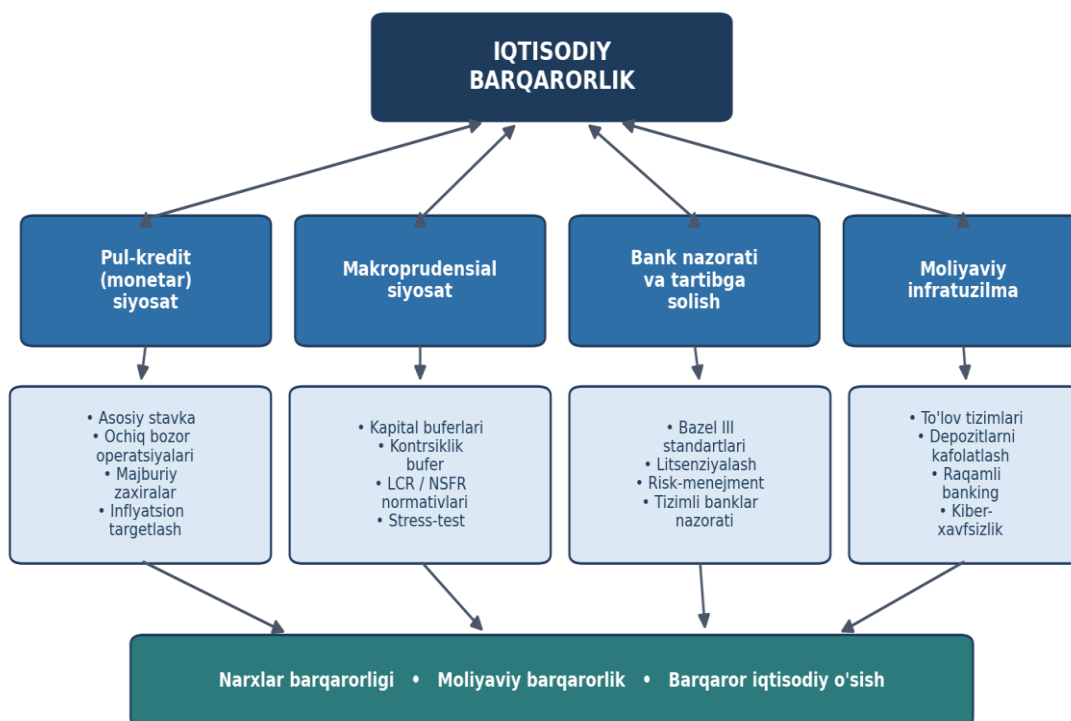 IQTISODIY
BARQARORLIK
Pul-kredit
(monetar)
siyosat
Makroprudensial
siyosat
Bank nazorati
va tartibga
solish
Moliyaviy
infratuzilma
• Asosiy stavka
• Ochiq bozor
operatsiyalari
• Majburiy
zaxiralar
• Inflyatsion
targetlash
• Kapital buferlari
• Kontrsiklik
bufer
• LCR / NSFR
normativlari
• Stress-test
• Bazel III
standartlari
• Litsenziyalash
• Risk-menejment
• Tizimli banklar
nazorati
• To'lov tizimlari
• Depozitlarni
kafolatlash
• Raqamli
banking
• Kiber-
xavfsizlik
Narxlar barqarorligi • Moliyaviy barqarorlik • Barqaror iqtisodiy o'sish